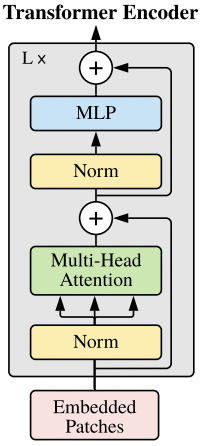 Transformer Encoder
L ×
+
MLP
Norm
+
Multi-Head
Attention
Norm
Embedded
Patches